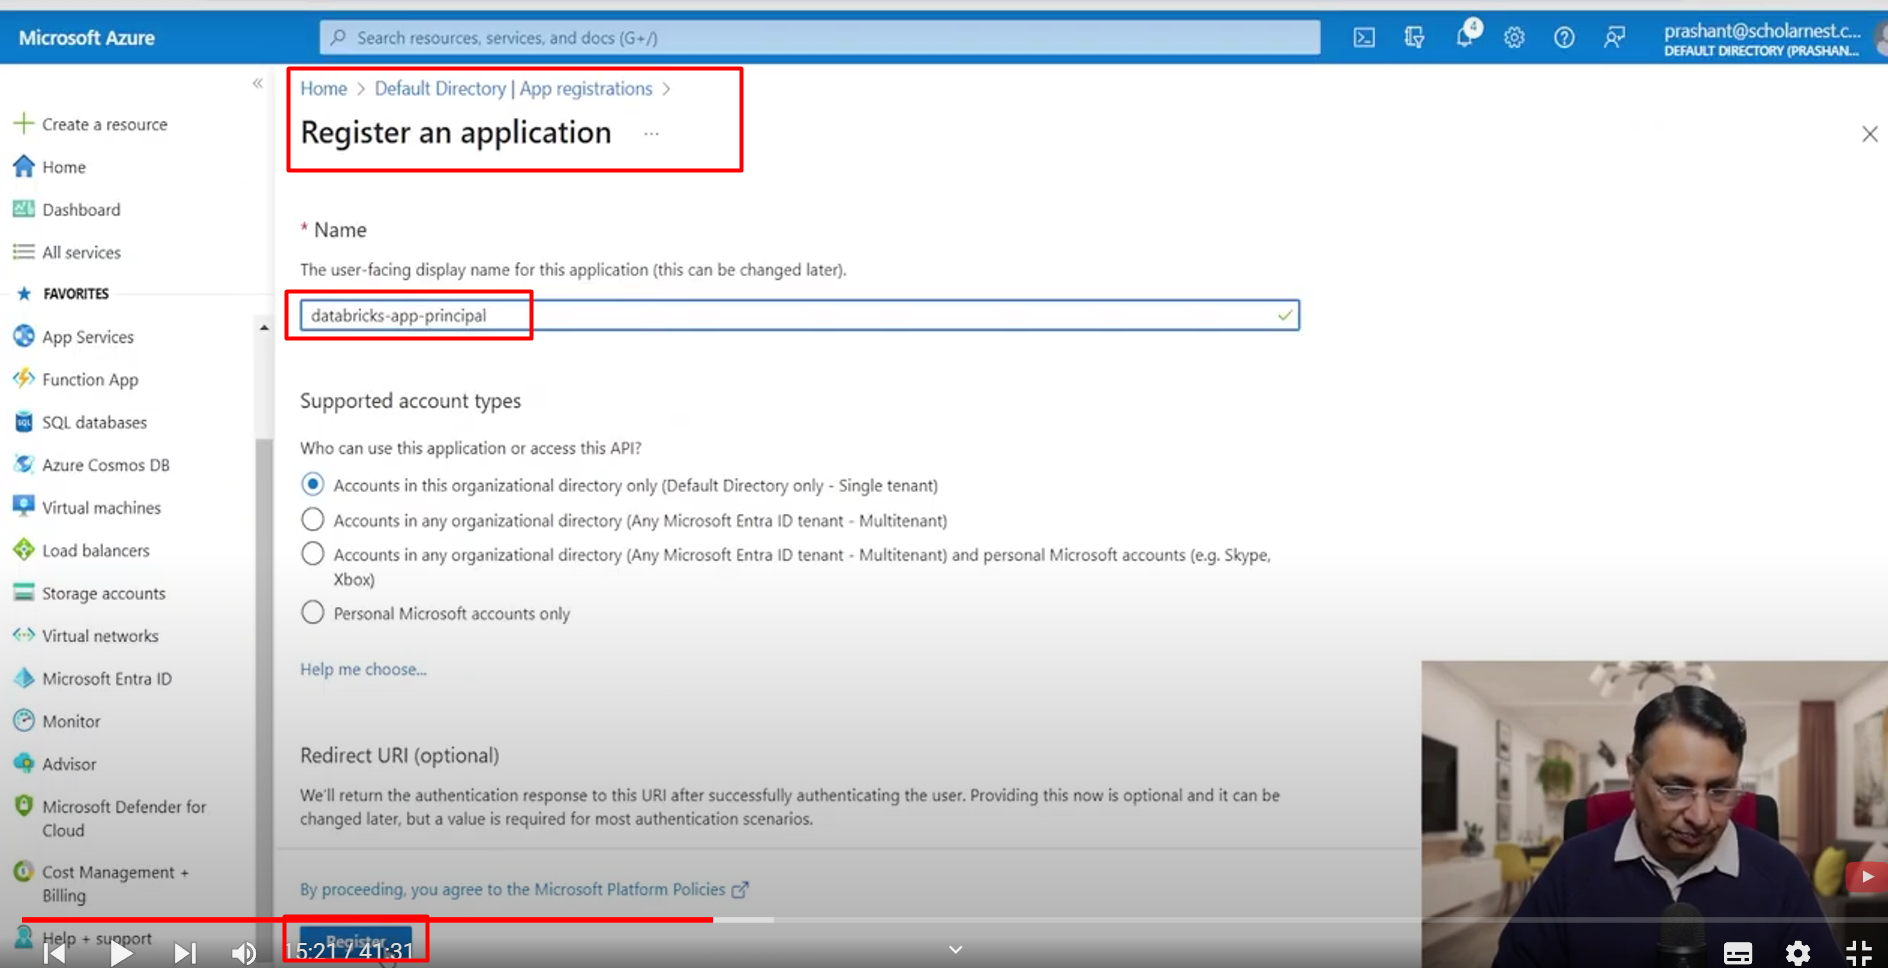 Microsoft Azure
Search resources, services, and docs (G+/)
4
prashant@scholarnest.c...
DEFAULT DIRECTORY (PRASHAN...
«
Create a resource
Home
Dashboard
All services
FAVORITES
App Services
Function App
SQL databases
Azure Cosmos DB
Virtual machines
Load balancers
Storage accounts
Virtual networks
Microsoft Entra ID
Monitor
Advisor
Microsoft Defender for
Cloud
Cost Management +
Billing
Help + support
Home > Default Directory | App registrations >
Register an application ...
* Name
The user-facing display name for this application (this can be changed later).
databricks-app-principal
Supported account types
Who can use this application or access this API?
Accounts in this organizational directory only (Default Directory only - Single tenant)
Accounts in any organizational directory (Any Microsoft Entra ID tenant - Multitenant)
Accounts in any organizational directory (Any Microsoft Entra ID tenant - Multitenant) and personal Microsoft accounts (e.g. Skype,
Xbox)
Personal Microsoft accounts only
Help me choose...
Redirect URI (optional)
We'll return the authentication response to this URI after successfully authenticating the user. Providing this now is optional and it can be
changed later, but a value is required for most authentication scenarios.
By proceeding, you agree to the Microsoft Platform Policies
Register
15:21 / 41:31